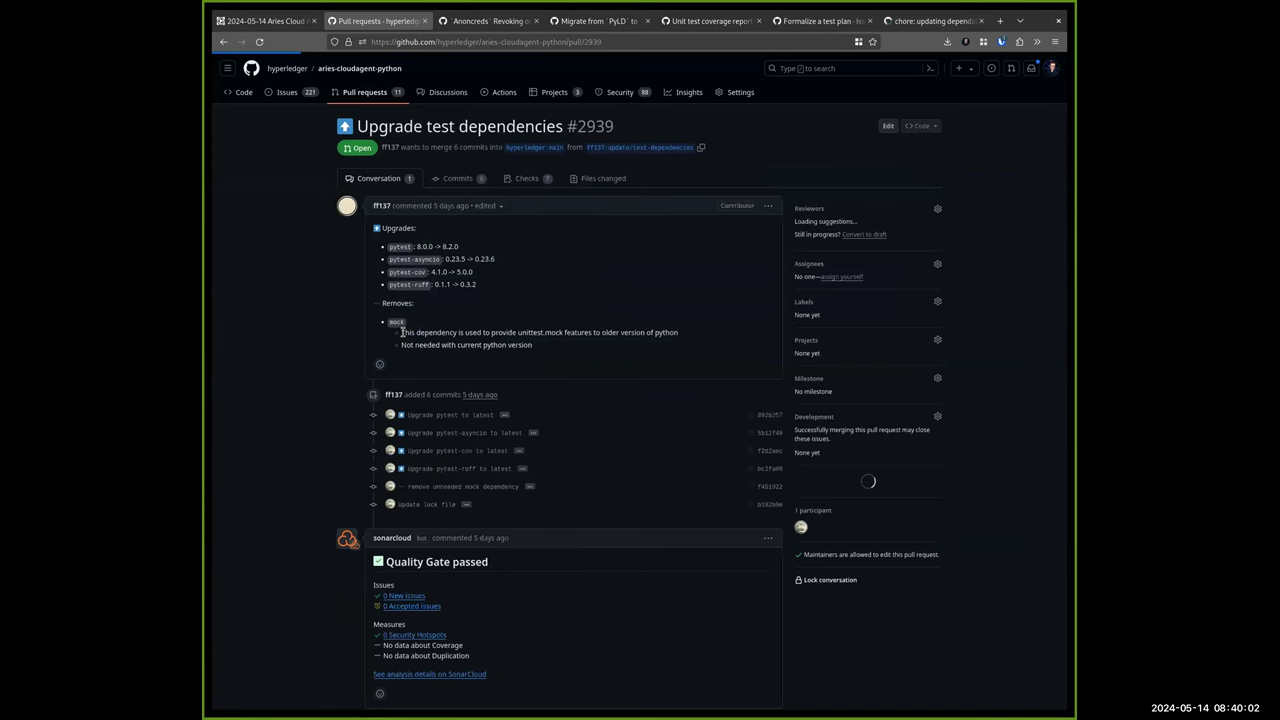 2024-05-14 Aries Cloud A
Pull requests · hyperledg
`Anoncreds` Revoking o
Migrate from `PyLD` to
Unit test coverage report
Formalize a test plan · Is
chore: updating dependa
https://github.com/hyperledger/aries-cloudagent-python/pull/2939
hyperledger / aries-cloudagent-python
Type / to search
Code
Issues 221
Pull requests 11
Discussions
Actions
Projects 3
Security 88
Insights
Settings
Upgrade test dependencies #2939
Edit
Code
Open
ff137 wants to merge 6 commits into hyperledger:main from ff137:update/test-dependencies
Conversation 1
Commits 6
Checks 7
Files changed
ff137 commented 5 days ago • edited
Contributor
Upgrades:
pytest: 8.0.0 -> 8.2.0
pytest-asyncio: 0.23.5 -> 0.23.6
pytest-cov: 4.1.0 -> 5.0.0
pytest-ruff: 0.1.1 -> 0.3.2
Removes:
mock
This dependency is used to provide unittest.mock features to older version of python
Not needed with current python version
ff137 added 6 commits 5 days ago
Upgrade pytest to latest
892b257
Upgrade pytest-asyncio to latest
5b12f49
Upgrade pytest-cov to latest
f2d2aec
Upgrade pytest-ruff to latest
bc2fa08
remove unneeded mock dependency
Update lock file
b182b9e
sonarcloud bot commented 5 days ago
Quality Gate passed
Issues
0 New issues
0 Accepted issues
Measures
0 Security Hotspots
No data about Coverage
No data about Duplication
See analysis details on SonarCloud
Reviewers
Loading suggestions…
Still in progress? Convert to draft
Assignees
No one—assign yourself
Labels
None yet
Projects
None yet
Milestone
No milestone
Development
Successfully merging this pull request may close these issues.
None yet
1 participant
Maintainers are allowed to edit this pull request.
Lock conversation
2024-05-14 08:40:02